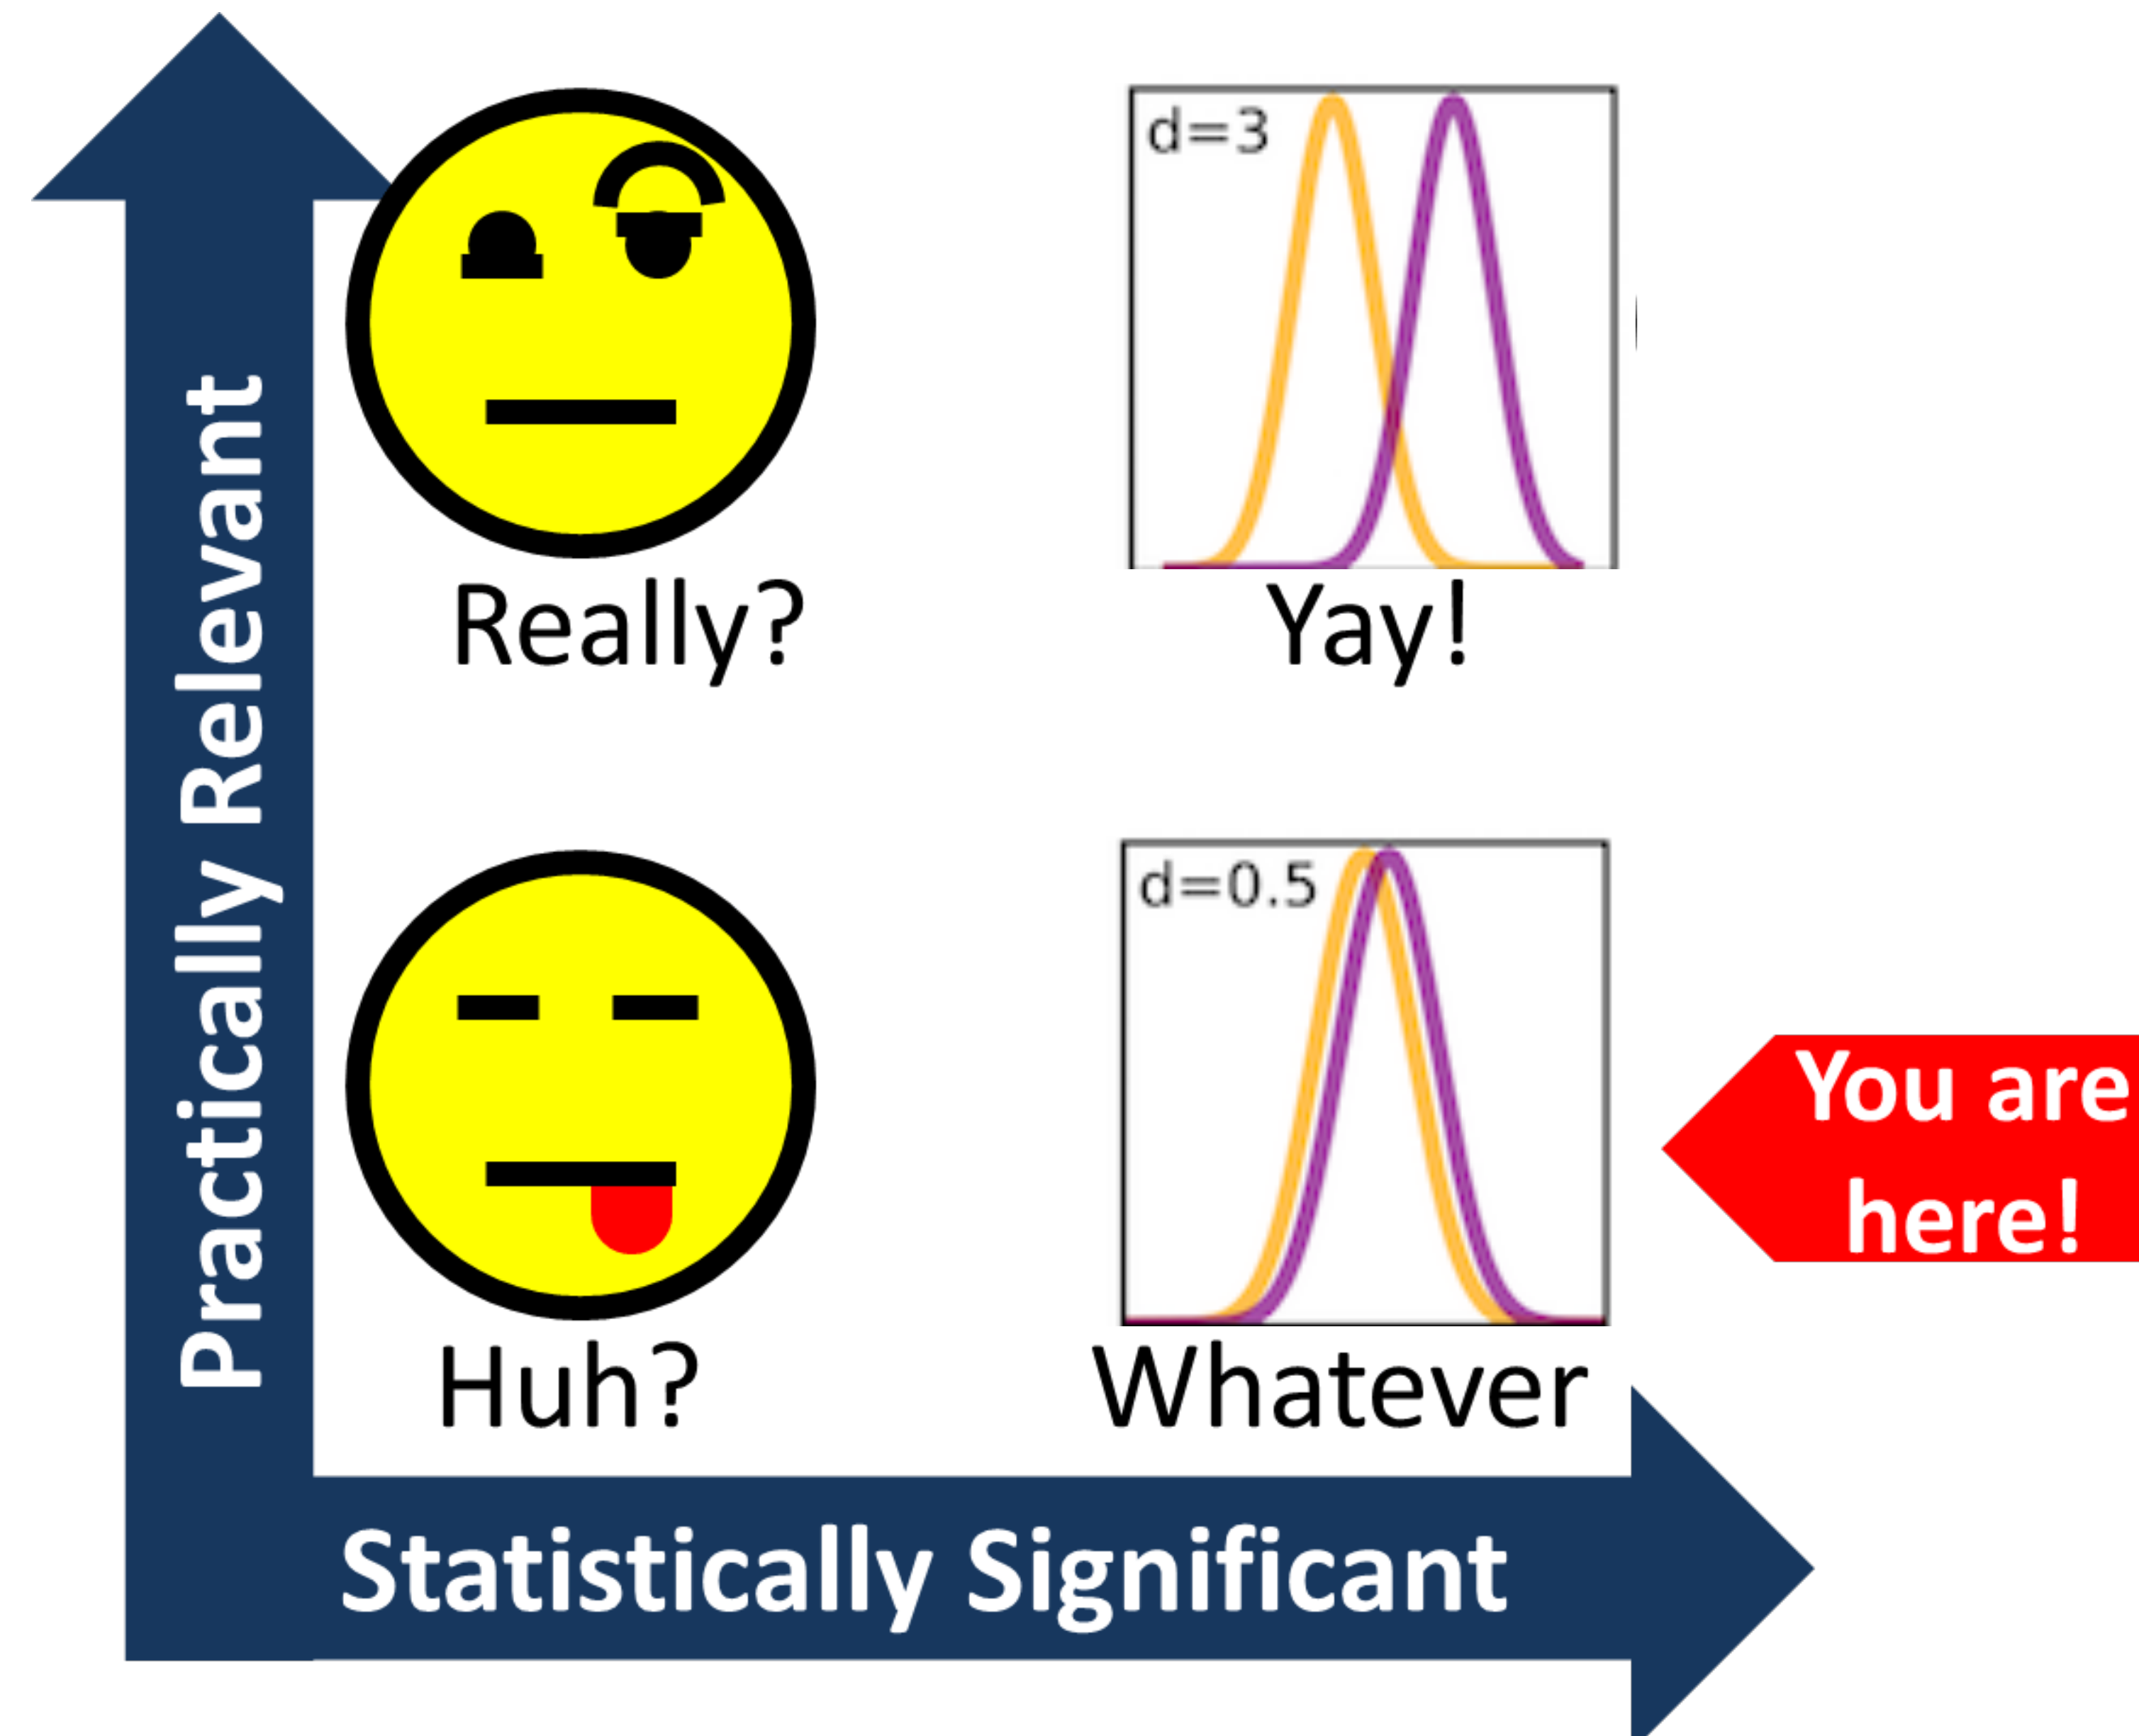 Practically Relevant
d=3
Really?
Yay!
d=0.5
You are
here!
Huh?
Whatever
Statistically Significant